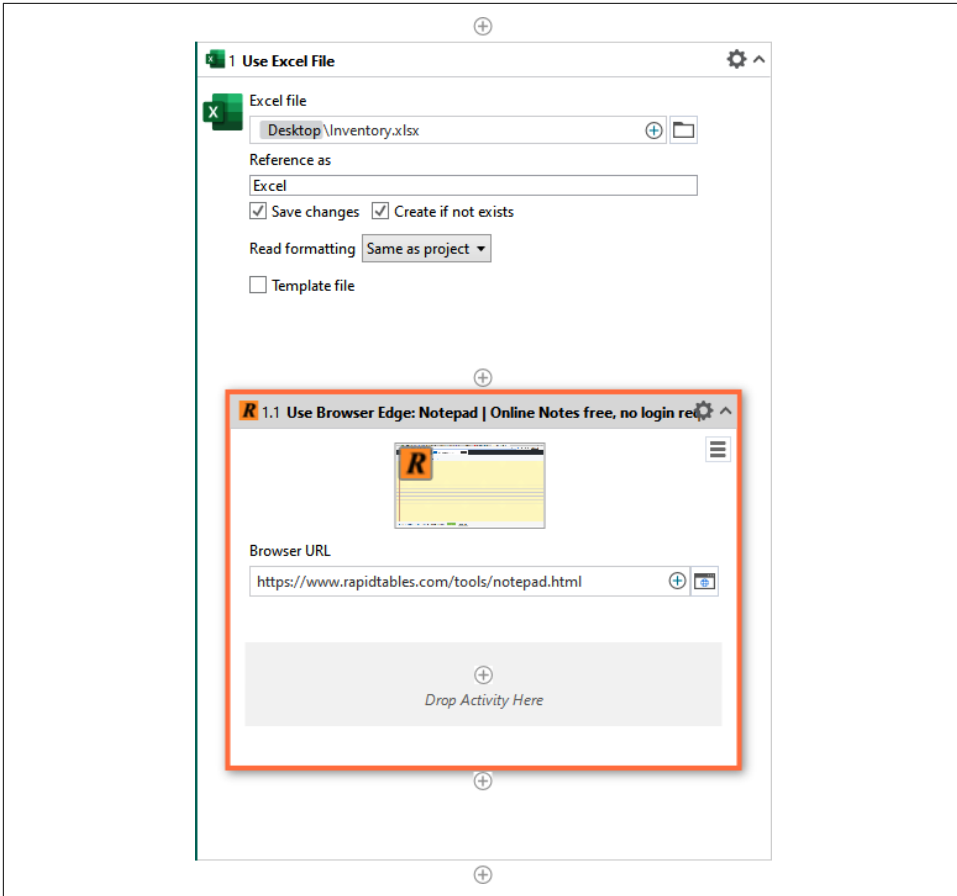 1 Use Excel File
Excel file
Desktop\Inventory.xlsx
Reference as
Excel
Save changes Create if not exists
Read formatting Same as project
Template file
1.1 Use Browser Edge: Notepad | Online Notes free, no login req
R
Browser URL
https://www.rapidtables.com/tools/notepad.html
Drop Activity Here